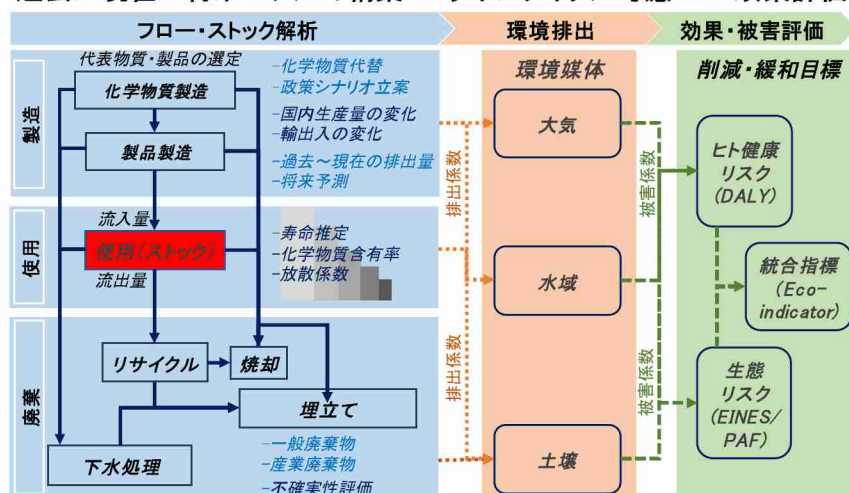 フロー・ストック解析
環境排出
効果・被害評価
製造
代表物質・製品の選定
化学物質製造
製品製造
-化学物質代替
-政策シナリオ立案
-国内生産量の変化
-輸出入の変化
-過去～現在の排出量
-将来予測
使用
流入量
使用(ストック)
流出量
-寿命推定
-化学物質含有率
-放散係数
廃棄
リサイクル
焼却
埋立て
下水処理
-一般廃棄物
-産業廃棄物
-不確実性評価
排出係数
排出係数
環境媒体
大気
水域
土壌
被害係数
被害係数
削減・緩和目標
ヒト健康
リスク
(DALY)
統合指標
(Eco-
indicator)
生態
リスク
(EINES/
PAF)